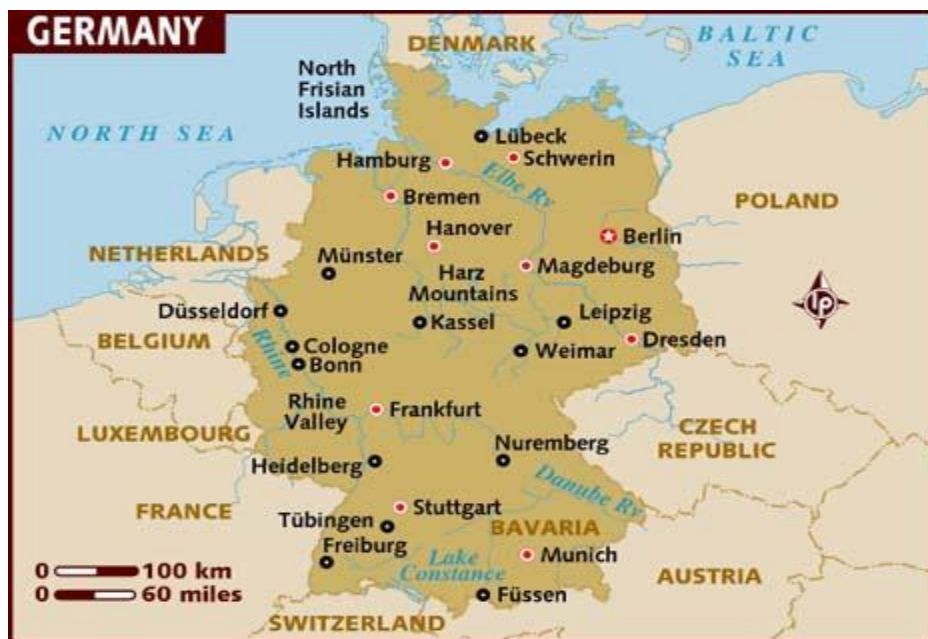 GERMANY
DENMARK
BALTIC
SEA
North
Frisian
Islands
NORTH SEA
Lübeck
Hamburg
Schwerin
Elbe Rv
Bremen
POLAND
Hanover
Berlin
NETHERLANDS
Münster
Magdeburg
Harz
Mountains
LP
Düsseldorf
Kassel
Leipzig
BELGIUM
Rhine
Cologne
Weimar
Dresden
Bonn
Rhine
Valley
Frankfurt
LUXEMBOURG
CZECH
REPUBLIC
Nuremberg
Heidelberg
Danube Rv
FRANCE
Stuttgart
Tübingen
BAVARIA
Freiburg
Munich
Lake
Constance
0 100 km
0 60 miles
AUSTRIA
Füssen
SWITZERLAND